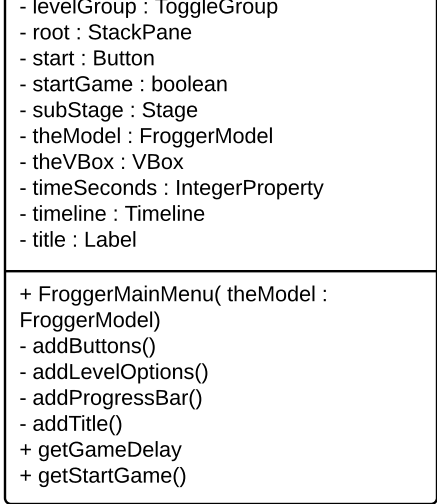 - levelGroup : ToggleGroup
- root : StackPane
- start : Button
- startGame : boolean
- subStage : Stage
- theModel : FroggerModel
- theVBox : VBox
- timeSeconds : IntegerProperty
- timeline : Timeline
- title : Label
+ FroggerMainMenu( theModel :
FroggerModel)
- addButtons()
- addLevelOptions()
- addProgressBar()
- addTitle()
+ getGameDelay
+ getStartGame()